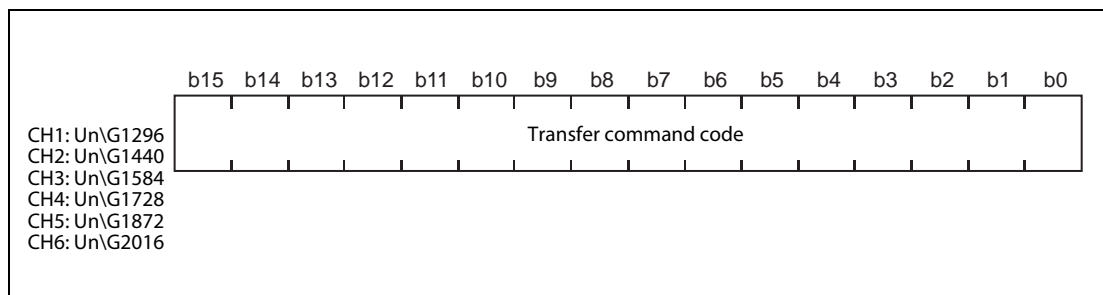 b15 b14 b13 b12 b11 b10 b9 b8 b7 b6 b5 b4 b3 b2 b1 b0
Transfer command code
CH1: Un\G1296
CH2: Un\G1440
CH3: Un\G1584
CH4: Un\G1728
CH5: Un\G1872
CH6: Un\G2016